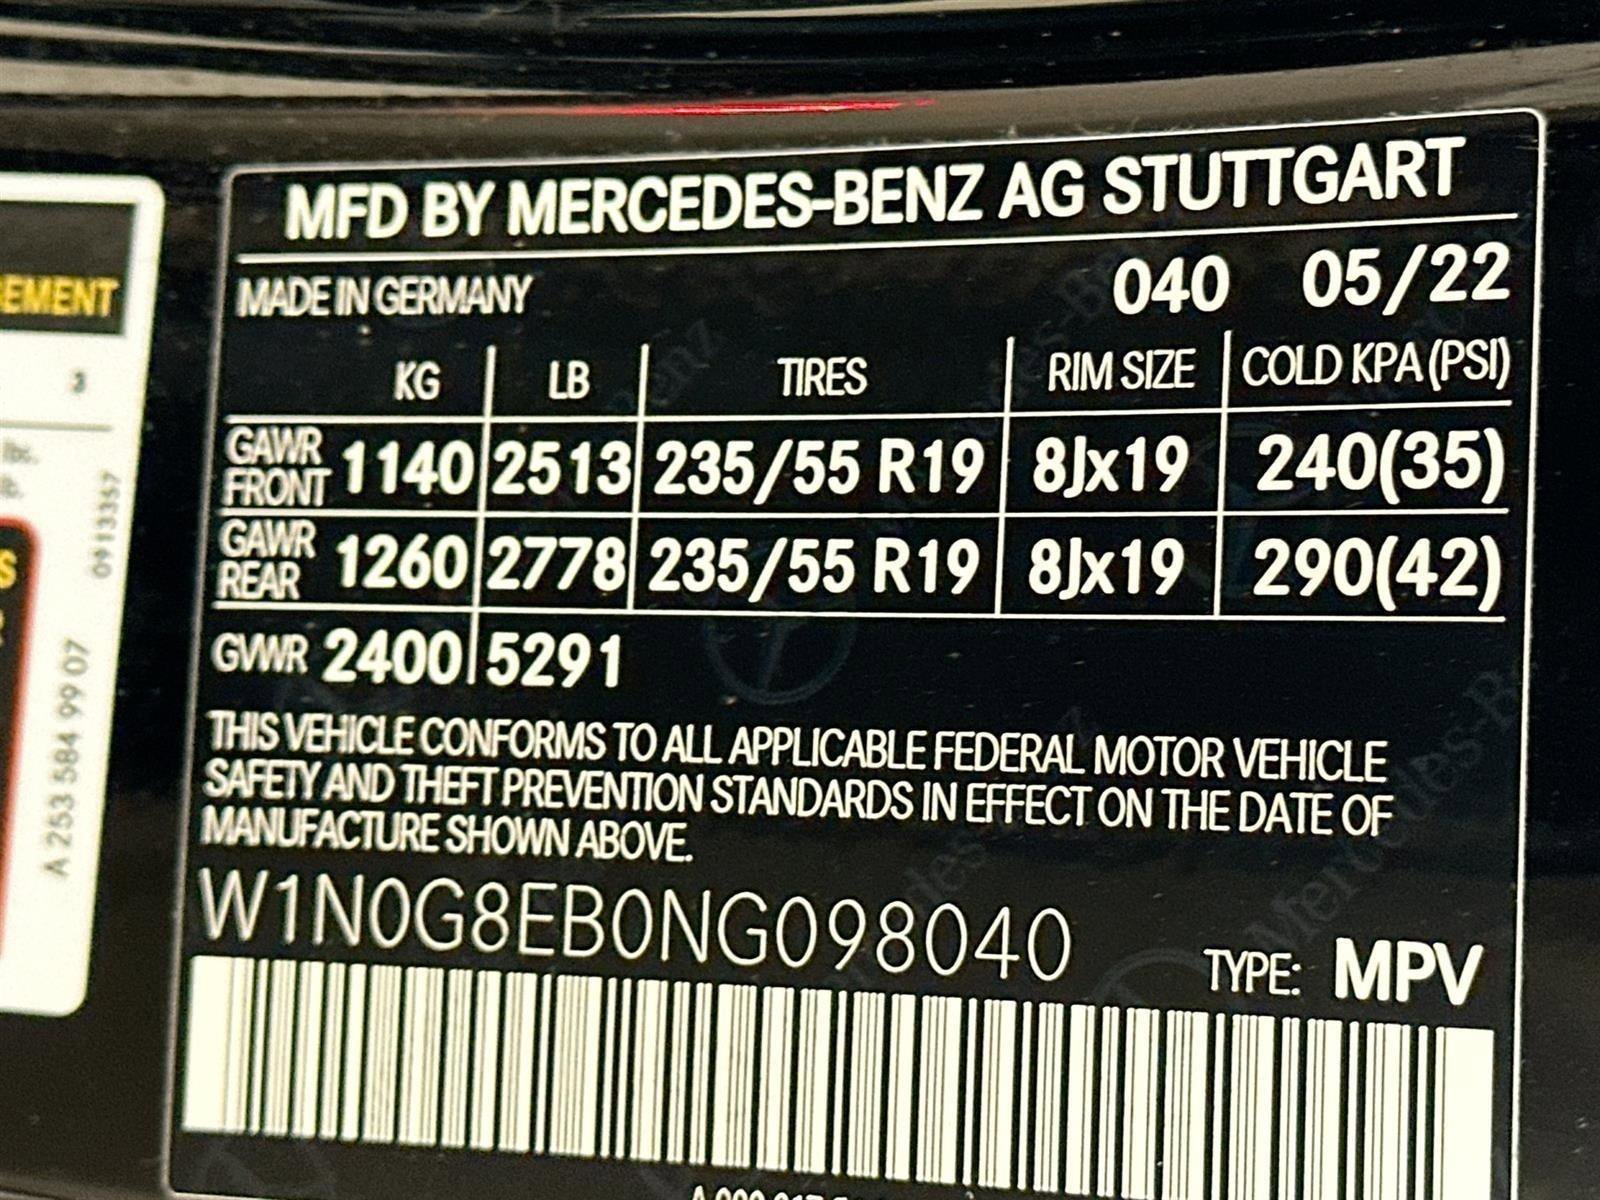 MFD BY MERCEDES-BENZ AG STUTTGART
MADE IN GERMANY 040 05/22
KG LB TIRES RIM SIZE COLD KPA (PSI)
GAWR FRONT 1140 2513 235/55 R19 8Jx19 240(35)
GAWR REAR 1260 2778 235/55 R19 8Jx19 290(42)
GVWR 2400 5291
THIS VEHICLE CONFORMS TO ALL APPLICABLE FEDERAL MOTOR VEHICLE
SAFETY AND THEFT PREVENTION STANDARDS IN EFFECT ON THE DATE OF
MANUFACTURE SHOWN ABOVE.
W1N0G8EB0NG098040
TYPE: MPV
EMENT
3
lbs.
0913357
A 253 584 99 07